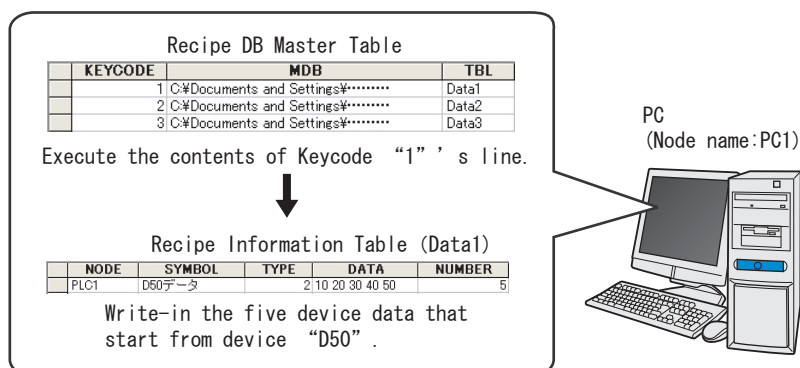 Recipe DB Master Table
KEYCODE MDB TBL
1 C:¥Documents and Settings¥········· Data1
2 C:¥Documents and Settings¥········· Data2
3 C:¥Documents and Settings¥········· Data3
Execute the contents of Keycode “1”’s line.
Recipe Information Table (Data1)
NODE SYMBOL TYPE DATA NUMBER
PLC1 D50データ 2 10 20 30 40 50 5
Write-in the five device data that
start from device “D50”.
PC
(Node name:PC1)